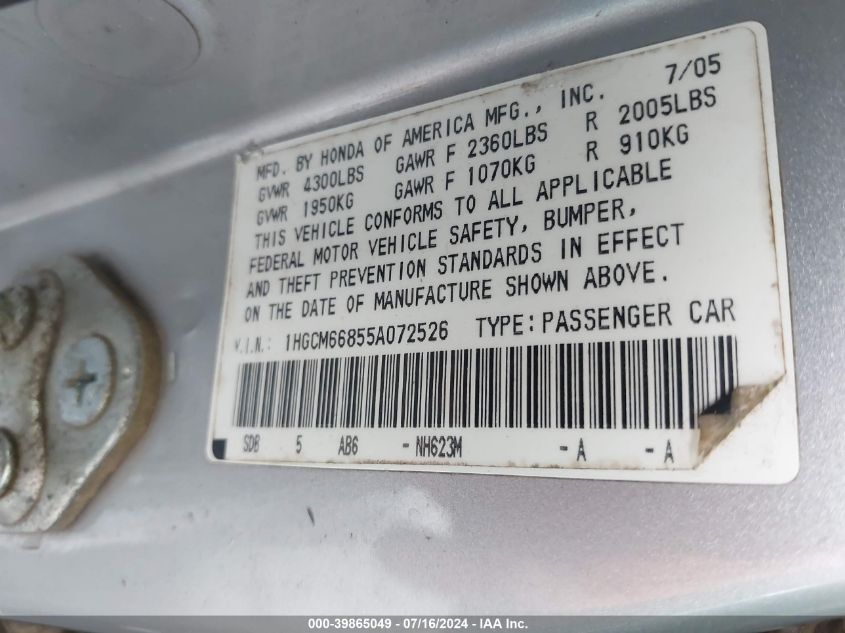 7/05
MFD. BY HONDA OF AMERICA MFG., INC.
GVWR 4300LBS GAWR F 2360LBS R 2005LBS
GVWR 1950KG GAWR F 1070KG R 910KG
THIS VEHICLE CONFORMS TO ALL APPLICABLE
FEDERAL MOTOR VEHICLE SAFETY, BUMPER,
AND THEFT PREVENTION STANDARDS IN EFFECT
ON THE DATE OF MANUFACTURE SHOWN ABOVE.
V.I.N.: 1HGCM66855A072526 TYPE: PASSENGER CAR
SDB 5 AB6 - NH623M - A - A
000-39865049 - 07/16/2024 - IAA Inc.